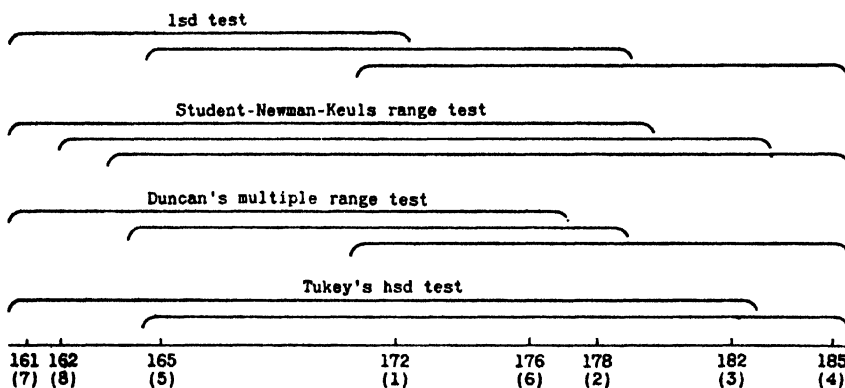 lsd test
Student-Newman-Keuls range test
Duncan's multiple range test
Tukey's hsd test
161 162 165 172 176 178 182 185
(7) (8) (5) (1) (6) (2) (3) (4)